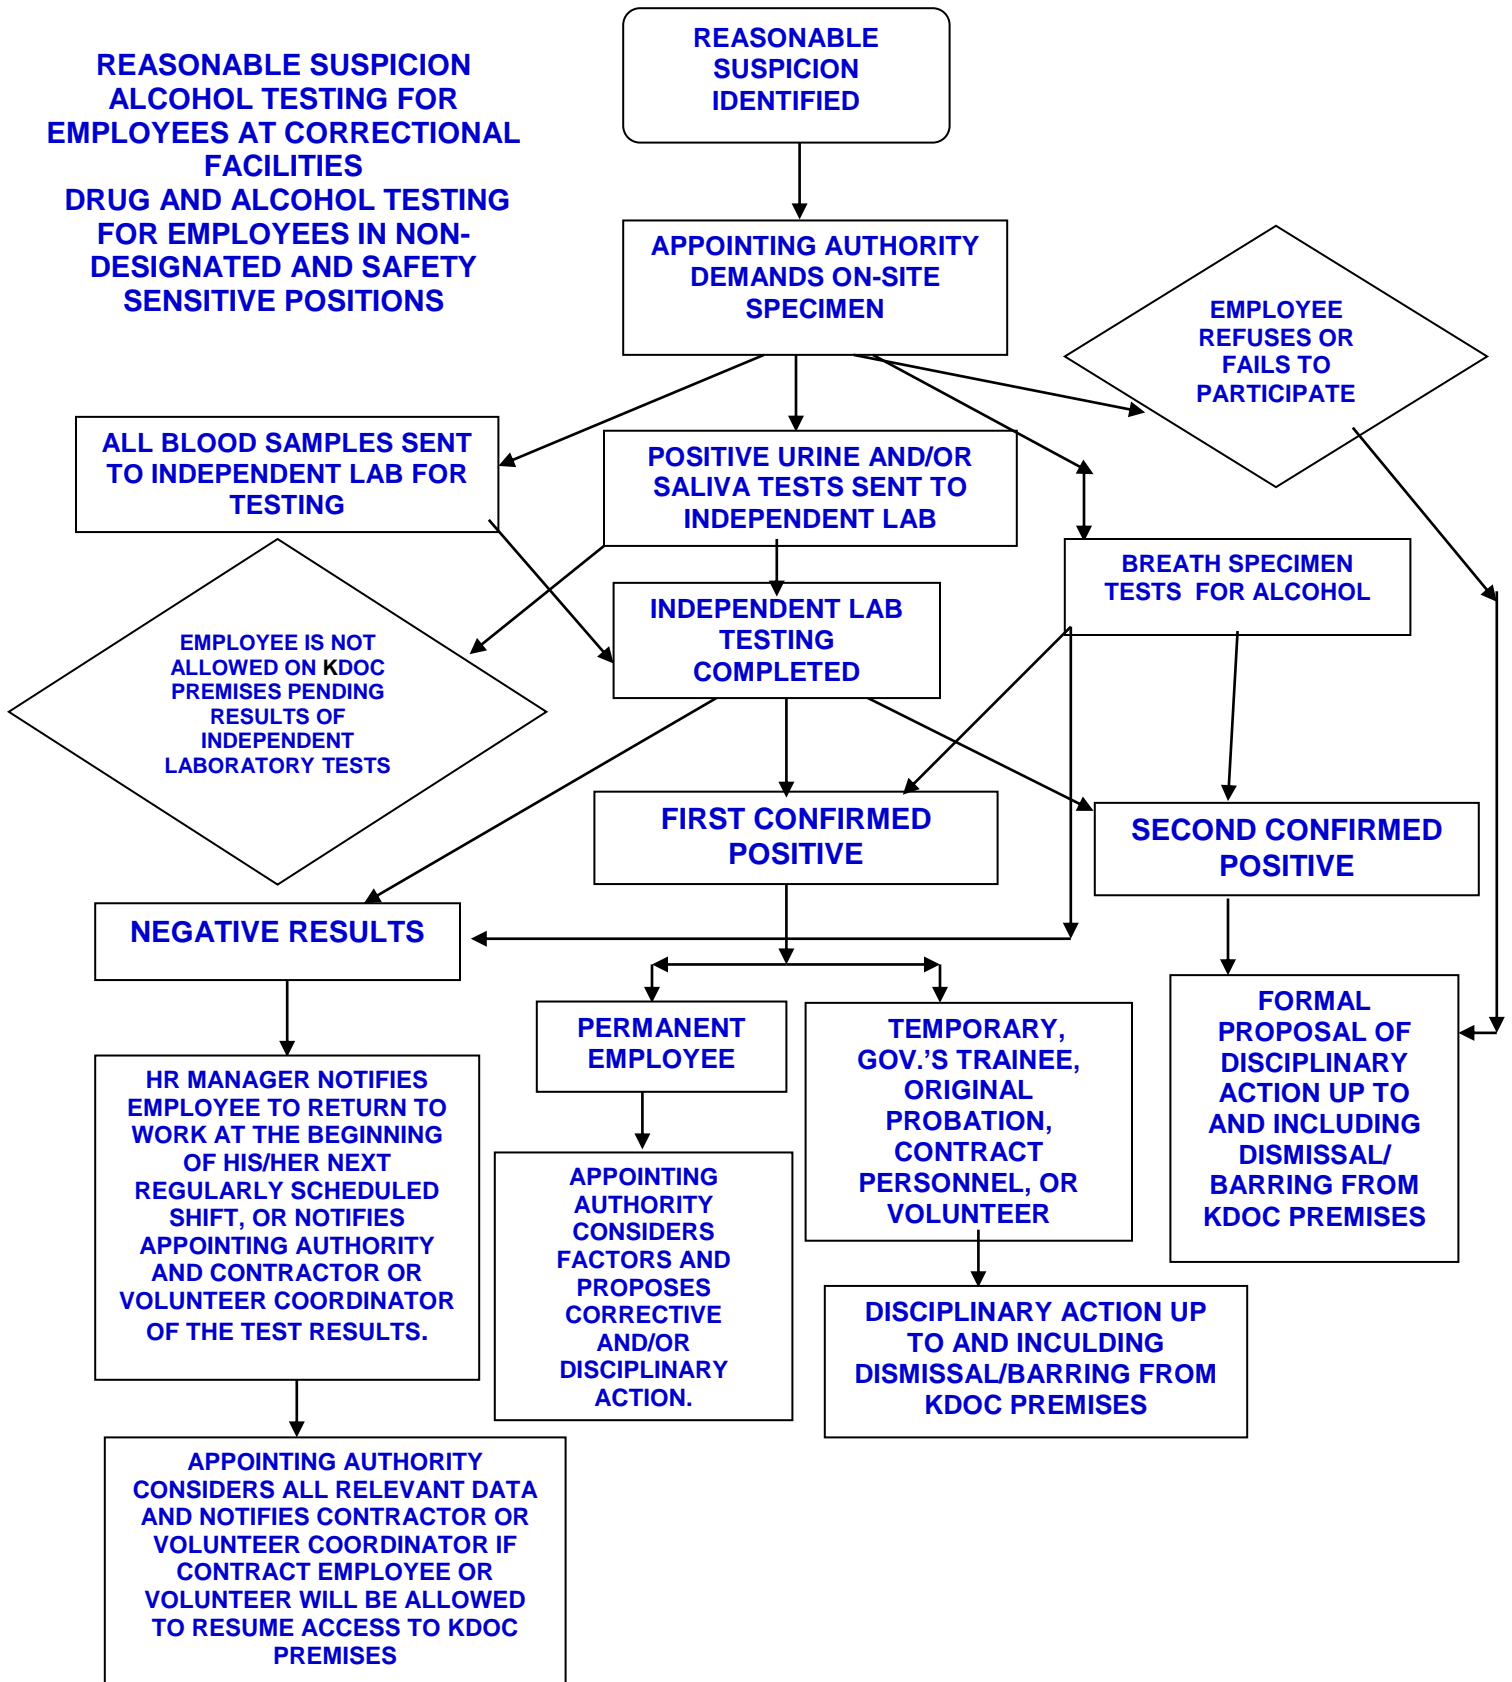 REASONABLE SUSPICION
ALCOHOL TESTING FOR
EMPLOYEES AT CORRECTIONAL
FACILITIES
DRUG AND ALCOHOL TESTING
FOR EMPLOYEES IN NON-
DESIGNATED AND SAFETY
SENSITIVE POSITIONS
REASONABLE
SUSPICION
IDENTIFIED
APPOINTING AUTHORITY
DEMANDS ON-SITE
SPECIMEN
EMPLOYEE
REFUSES OR
FAILS TO
PARTICIPATE
ALL BLOOD SAMPLES SENT
TO INDEPENDENT LAB FOR
TESTING
POSITIVE URINE AND/OR
SALIVA TESTS SENT TO
INDEPENDENT LAB
BREATH SPECIMEN
TESTS FOR ALCOHOL
EMPLOYEE IS NOT
ALLOWED ON KDOC
PREMISES PENDING
RESULTS OF
INDEPENDENT
LABORATORY TESTS
INDEPENDENT LAB
TESTING
COMPLETED
FIRST CONFIRMED
POSITIVE
SECOND CONFIRMED
POSITIVE
NEGATIVE RESULTS
PERMANENT
EMPLOYEE
TEMPORARY,
GOV.'S TRAINEE,
ORIGINAL
PROBATION,
CONTRACT
PERSONNEL, OR
VOLUNTEER
FORMAL
PROPOSAL OF
DISCIPLINARY
ACTION UP TO
AND INCLUDING
DISMISSAL/
BARRING FROM
KDOC PREMISES
HR MANAGER NOTIFIES
EMPLOYEE TO RETURN TO
WORK AT THE BEGINNING
OF HIS/HER NEXT
REGULARLY SCHEDULED
SHIFT, OR NOTIFIES
APPOINTING AUTHORITY
AND CONTRACTOR OR
VOLUNTEER COORDINATOR
OF THE TEST RESULTS.
APPOINTING
AUTHORITY
CONSIDERS
FACTORS AND
PROPOSES
CORRECTIVE
AND/OR
DISCIPLINARY
ACTION.
DISCIPLINARY ACTION UP
TO AND INCULDING
DISMISSAL/BARRING FROM
KDOC PREMISES
APPOINTING AUTHORITY
CONSIDERS ALL RELEVANT DATA
AND NOTIFIES CONTRACTOR OR
VOLUNTEER COORDINATOR IF
CONTRACT EMPLOYEE OR
VOLUNTEER WILL BE ALLOWED
TO RESUME ACCESS TO KDOC
PREMISES